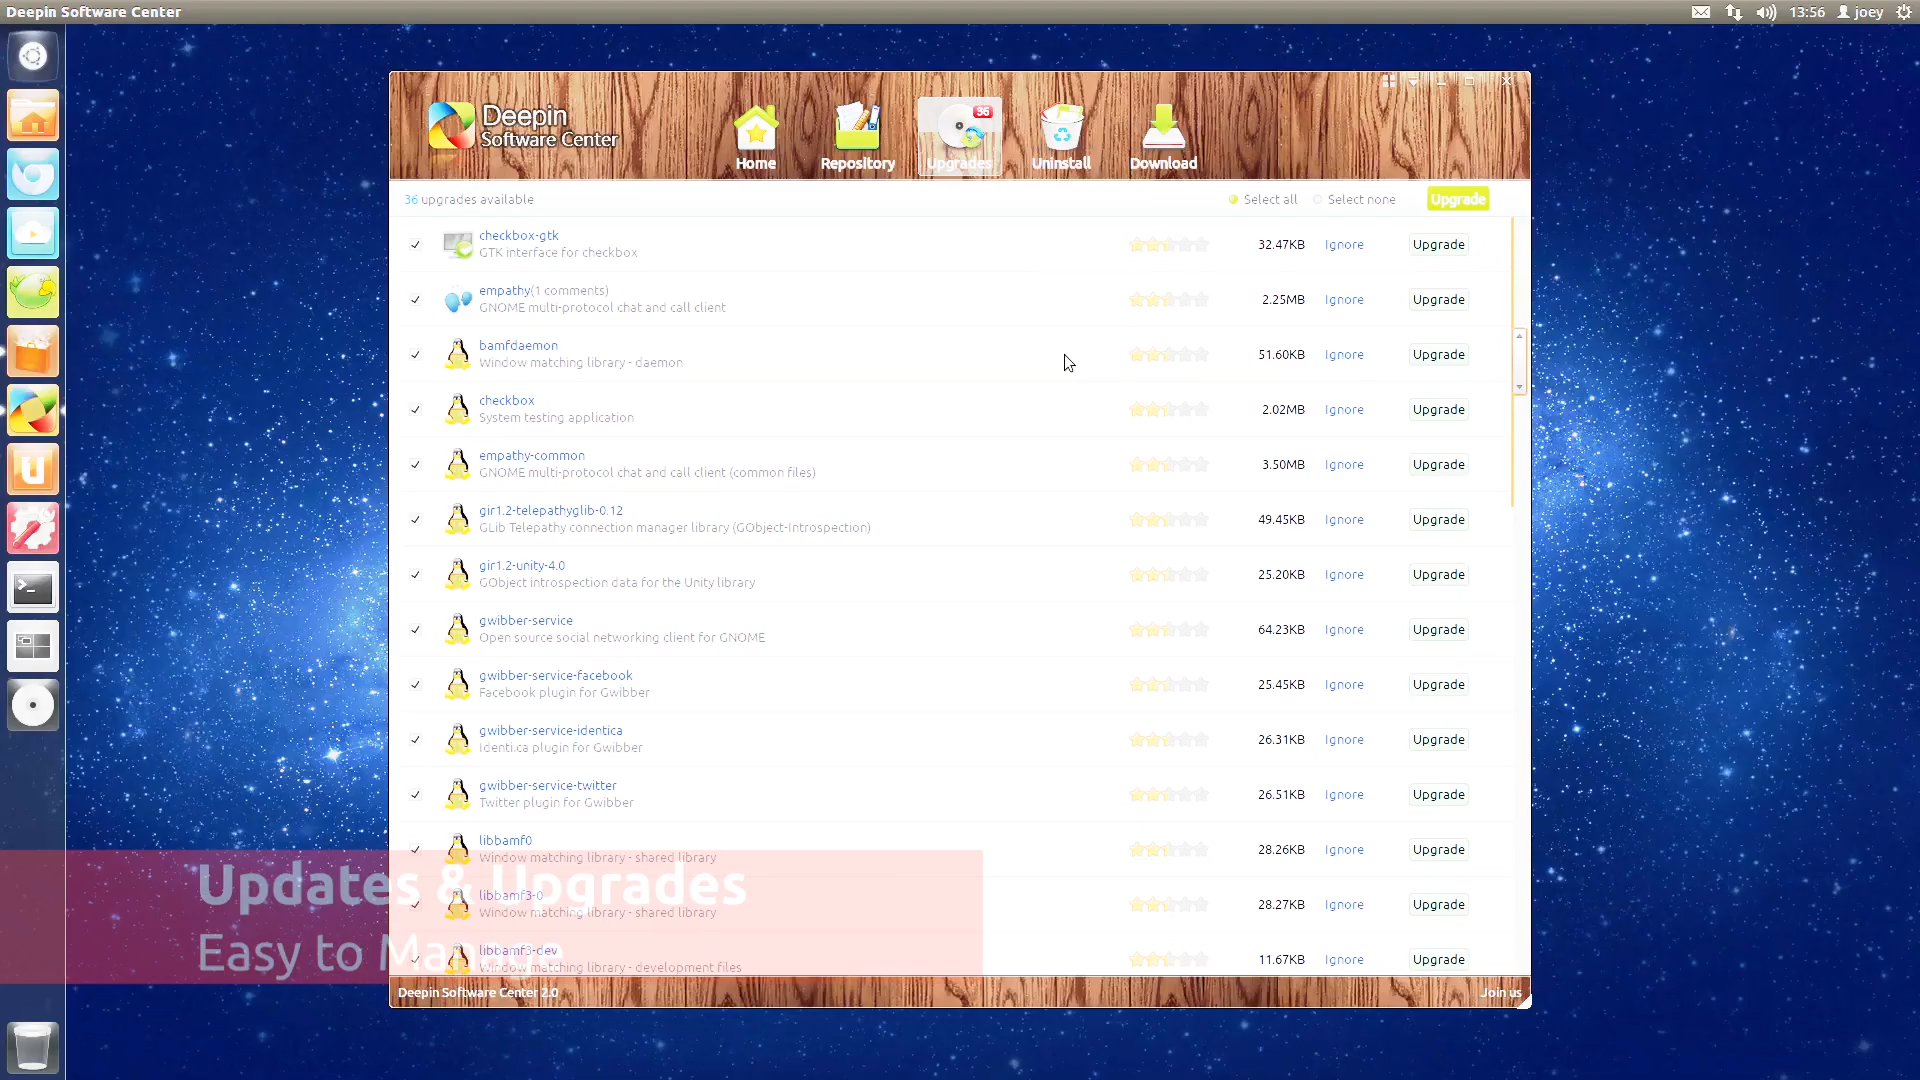 Deepin Software Center
13:56 joey
Deepin
Software Center
Home
Repository
36
Upgrades
Uninstall
Download
36 upgrades available
Select all
Select none
Upgrade
checkbox-gtk
GTK interface for checkbox
32.47KB Ignore Upgrade
empathy(1 comments)
GNOME multi-protocol chat and call client
2.25MB Ignore Upgrade
bamfdaemon
Window matching library - daemon
51.60KB Ignore Upgrade
checkbox
System testing application
2.02MB Ignore Upgrade
empathy-common
GNOME multi-protocol chat and call client (common files)
3.50MB Ignore Upgrade
gir1.2-telepathyglib-0.12
GLib Telepathy connection manager library (GObject-Introspection)
49.45KB Ignore Upgrade
gir1.2-unity-4.0
GObject introspection data for the Unity library
25.20KB Ignore Upgrade
gwibber-service
Open source social networking client for GNOME
64.23KB Ignore Upgrade
gwibber-service-facebook
Facebook plugin for Gwibber
25.45KB Ignore Upgrade
gwibber-service-identica
Identi.ca plugin for Gwibber
26.31KB Ignore Upgrade
gwibber-service-twitter
Twitter plugin for Gwibber
26.51KB Ignore Upgrade
libbamf0
Window matching library - shared library
28.26KB Ignore Upgrade
libbamf3-0
Window matching library - shared library
28.27KB Ignore Upgrade
libbamf3-dev
Window matching library - development files
11.67KB Ignore Upgrade
Updates & Upgrades
Easy to Manage
Deepin Software Center 2.0
Join us